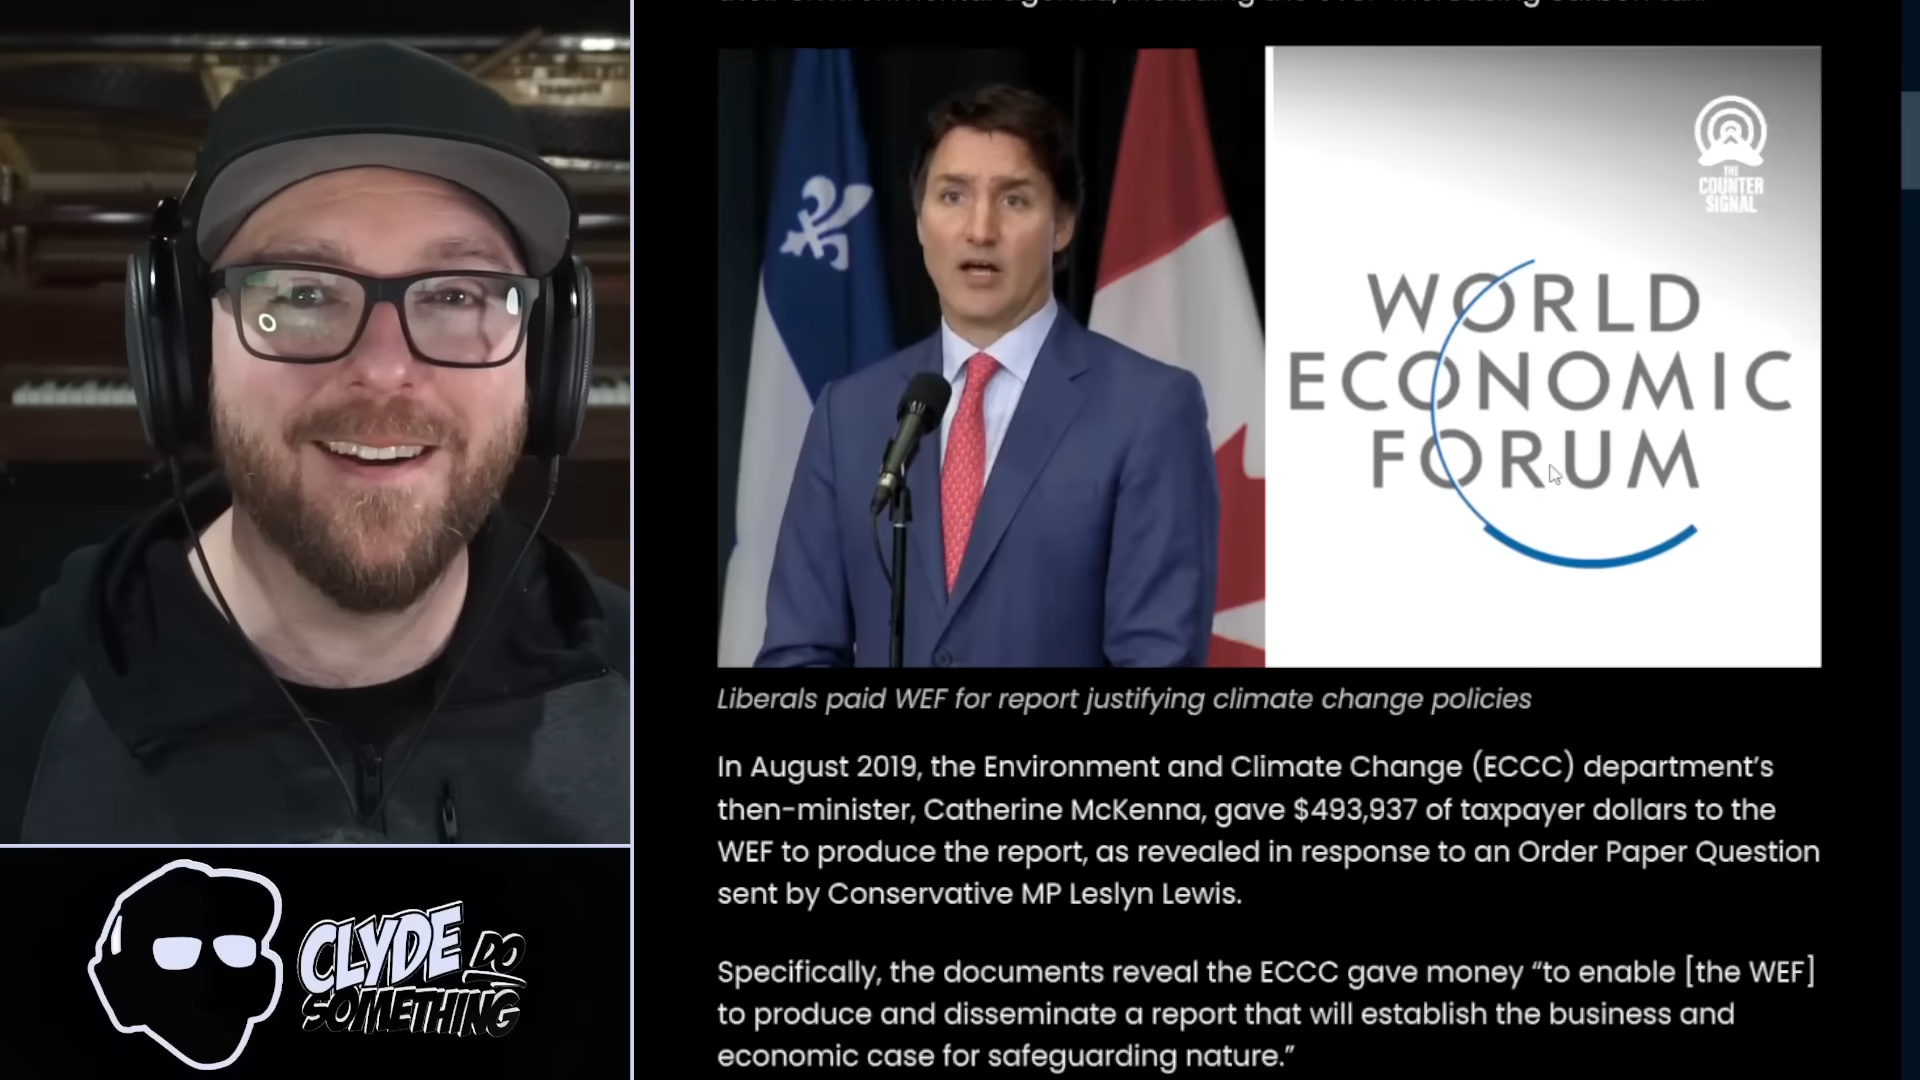 THE
COUNTER
SIGNAL
WORLD
ECONOMIC
FORUM
Liberals paid WEF for report justifying climate change policies
In August 2019, the Environment and Climate Change (ECCC) department's
then-minister, Catherine McKenna, gave $493,937 of taxpayer dollars to the
WEF to produce the report, as revealed in response to an Order Paper Question
sent by Conservative MP Leslyn Lewis.
Specifically, the documents reveal the ECCC gave money “to enable [the WEF]
to produce and disseminate a report that will establish the business and
economic case for safeguarding nature.”
CLYDE DO
SOMETHING